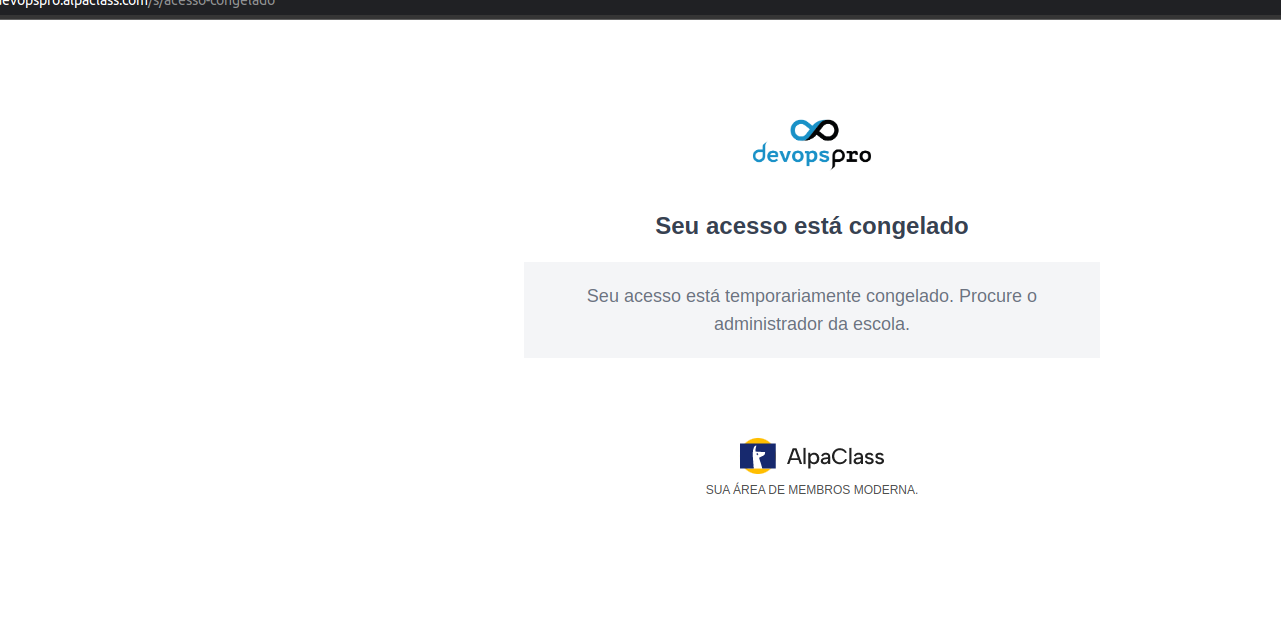 devopspro.alpaclass.com/s/acesso-congelado
devopspro
Seu acesso está congelado
Seu acesso está temporariamente congelado. Procure o
administrador da escola.
AlpaClass
SUA ÁREA DE MEMBROS MODERNA.